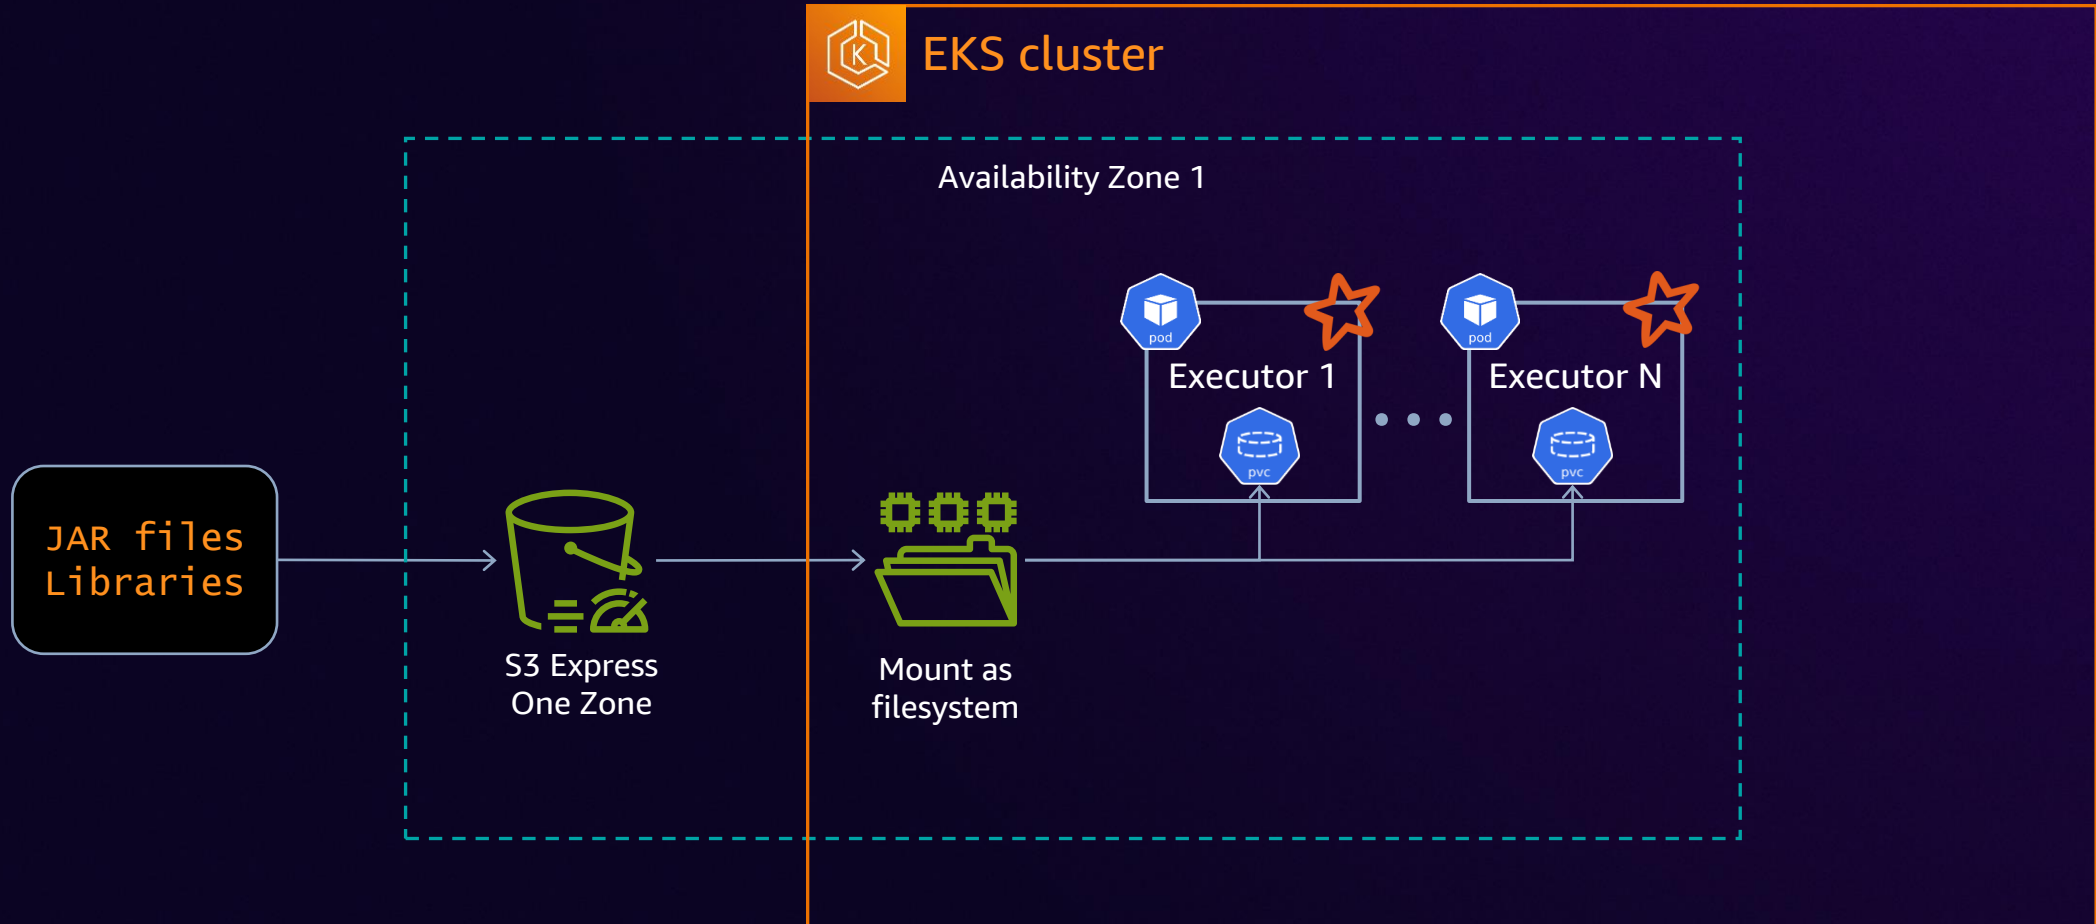 K
EKS cluster
Availability Zone 1
pod
pod
Executor 1
Executor N
pvc
pvc
JAR files
Libraries
S3 Express
One Zone
Mount as
filesystem